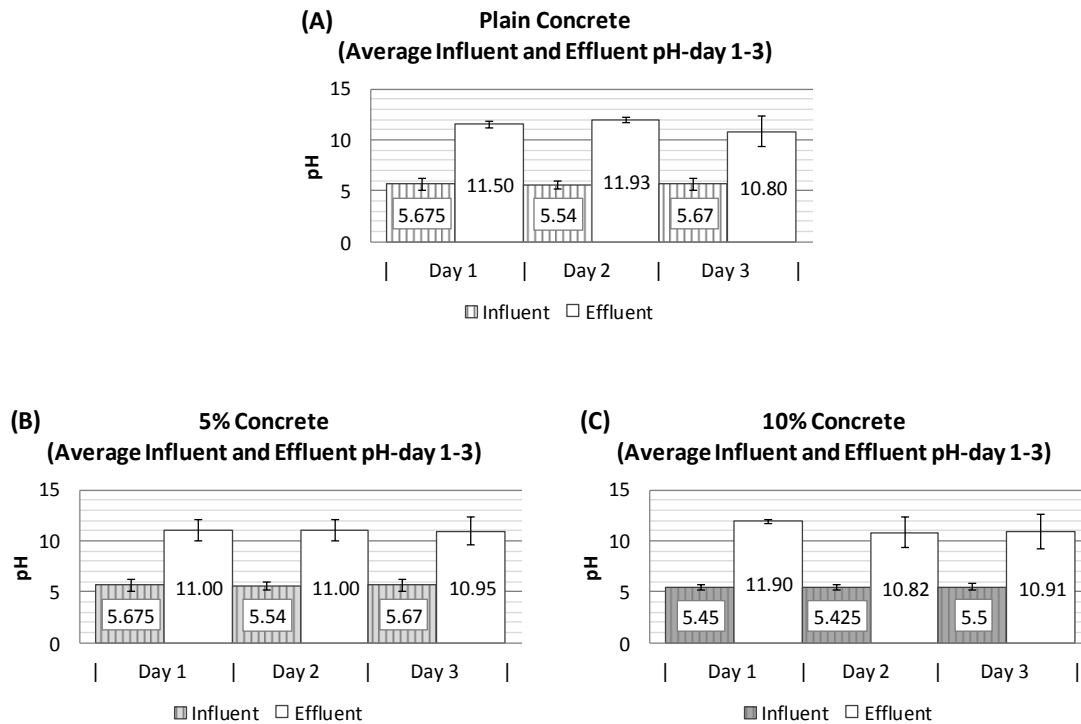 (A) Plain Concrete
(Average Influent and Effluent pH-day 1-3)
15
10
5
0
pH
5.675 11.50 5.54 11.93 5.67 10.80
| Day 1 | Day 2 | Day 3 |
Influent Effluent
(B) 5% Concrete
(Average Influent and Effluent pH-day 1-3)
15
10
5
0
pH
5.675 11.00 5.54 11.00 5.67 10.95
| Day 1 | Day 2 | Day 3 |
Influent Effluent
(C) 10% Concrete
(Average Influent and Effluent pH-day 1-3)
15
10
5
0
pH
5.45 11.90 5.425 10.82 5.5 10.91
| Day 1 | Day 2 | Day 3 |
Influent Effluent